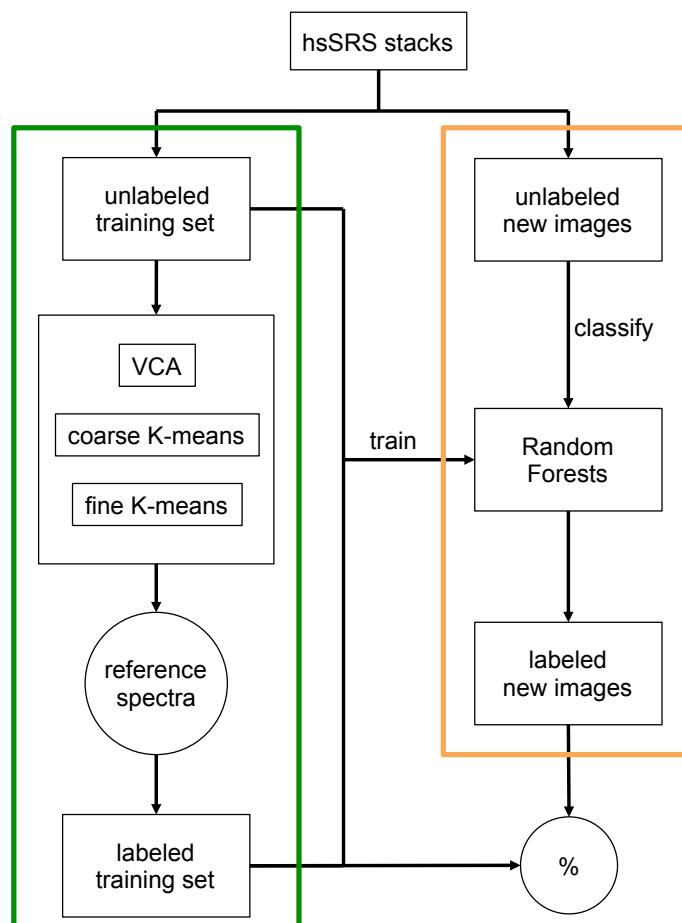 hsSRS stacks
unlabeled
training set
VCA
coarse K-means
fine K-means
reference
spectra
labeled
training set
train
unlabeled
new images
classify
Random
Forests
labeled
new images
%